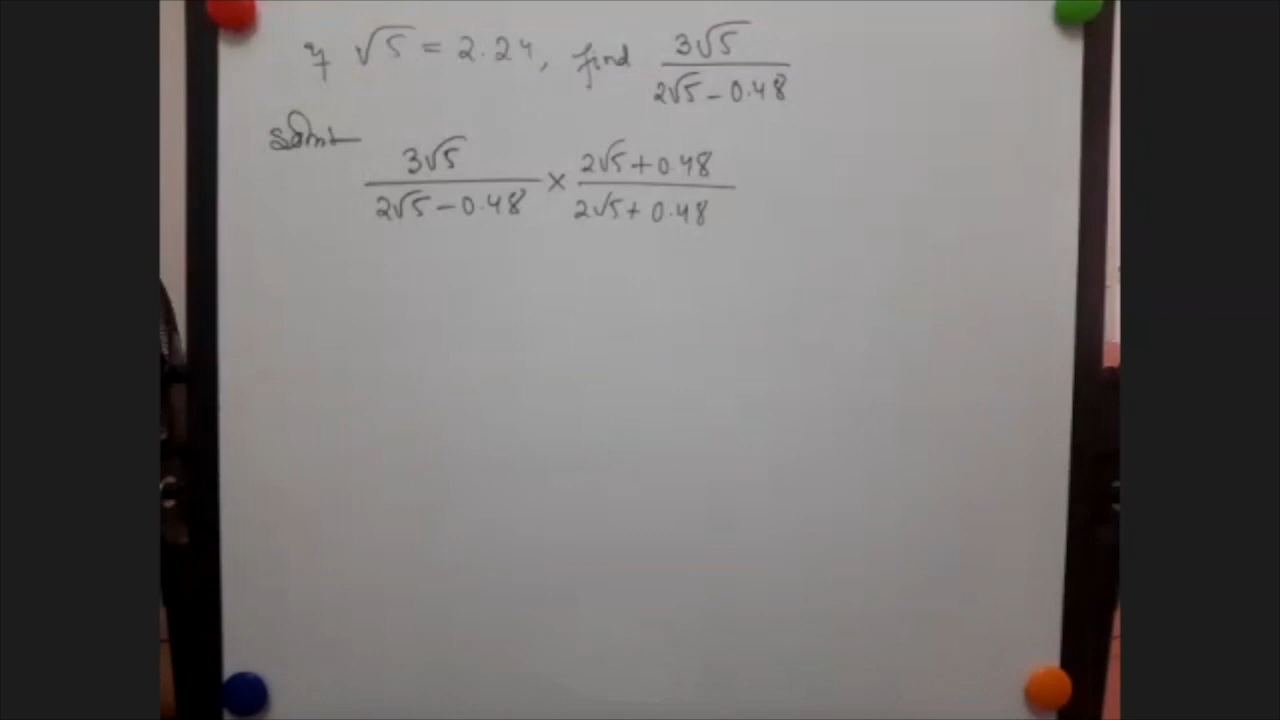 If √5 = 2.24, find 3√5 / (2√5 − 0.48)
Soln
3√5 / (2√5 − 0.48) × (2√5 + 0.48) / (2√5 + 0.48)